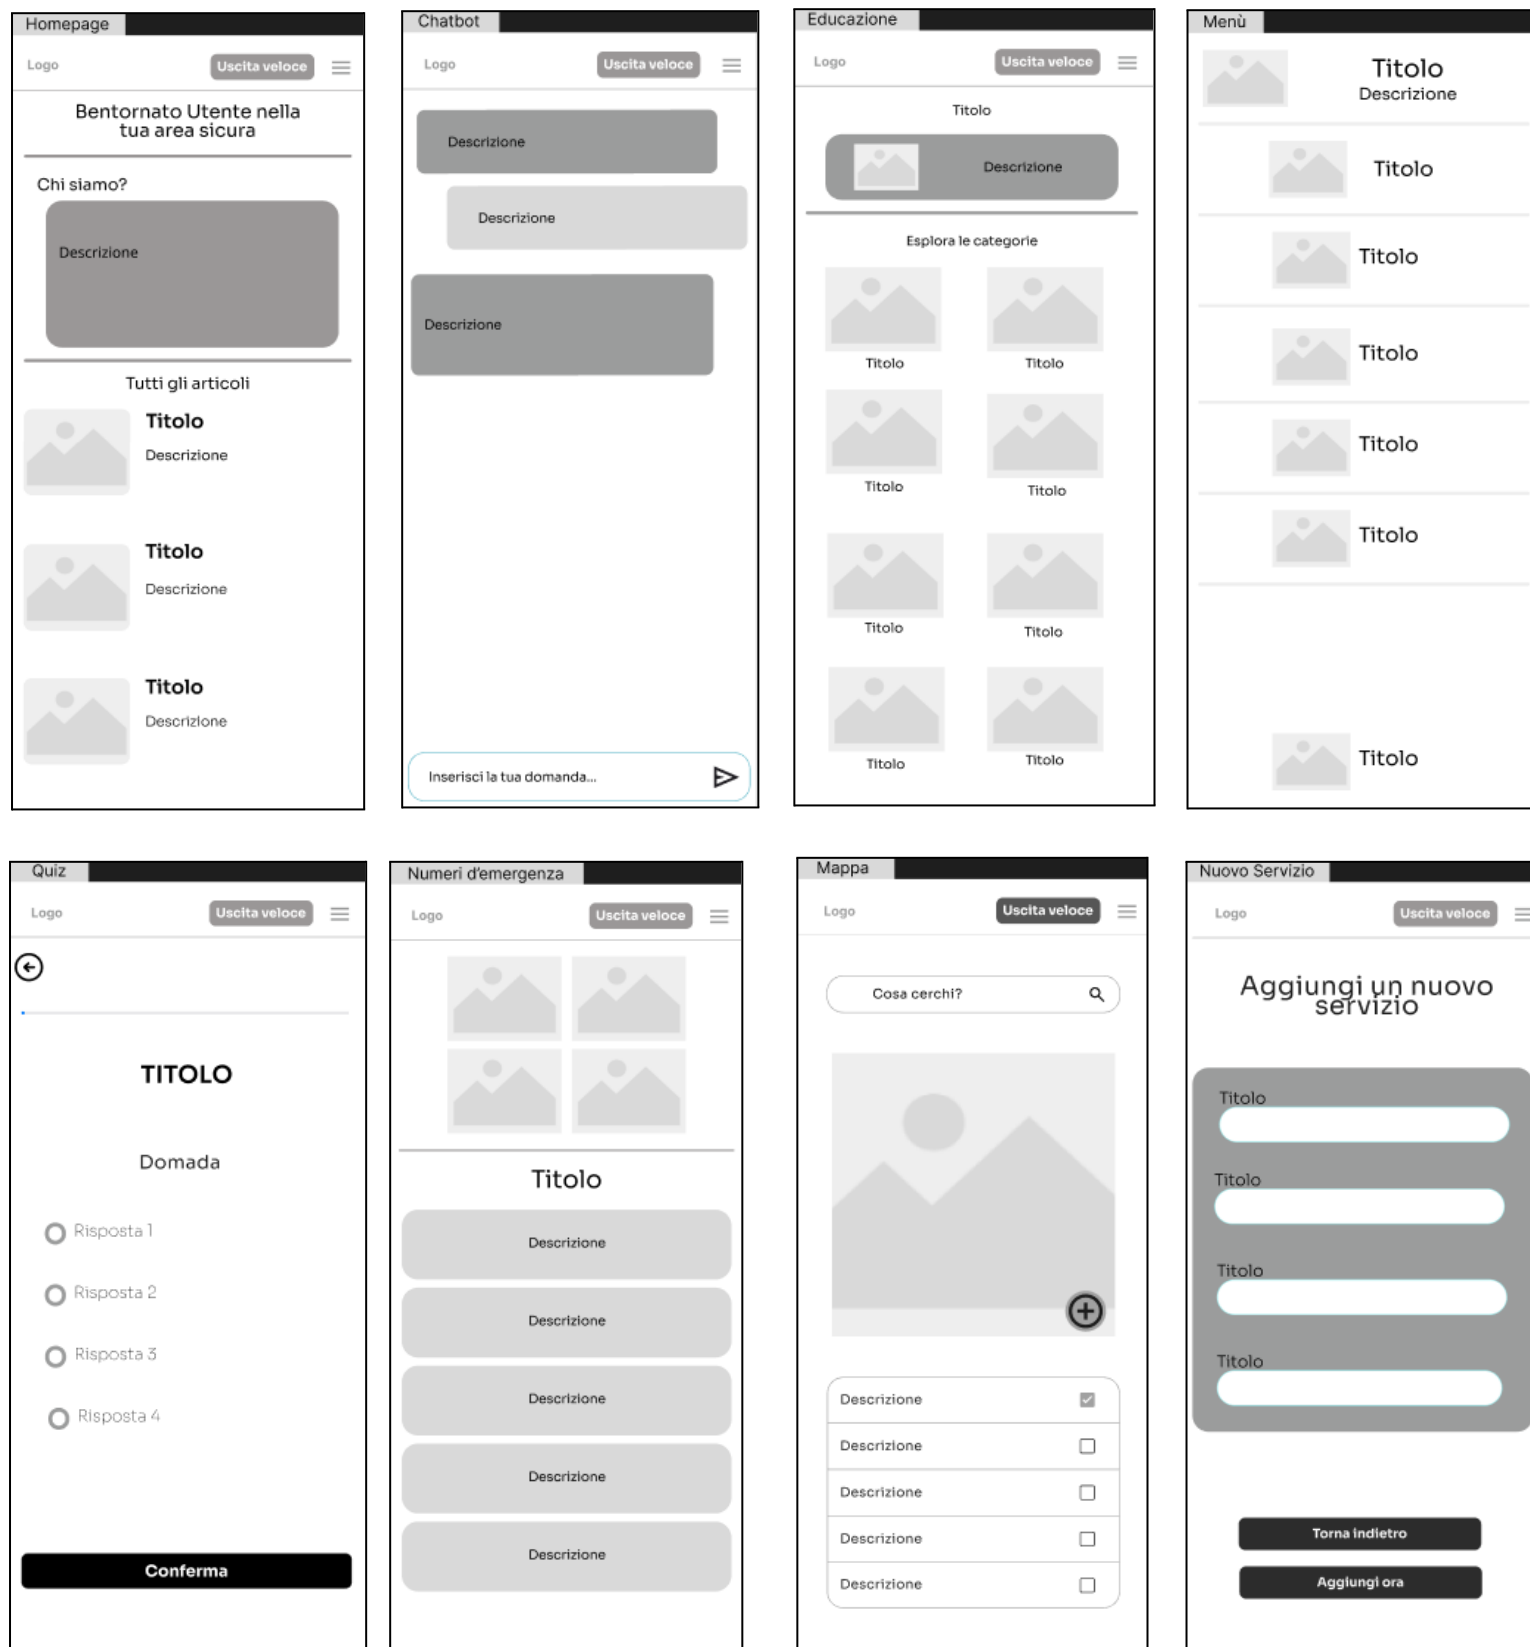 Homepage
Logo
Uscita veloce
Bentornato Utente nella
tua area sicura
Chi siamo?
Descrizione
Tutti gli articoli
Titolo
Descrizione
Titolo
Descrizione
Titolo
Descrizione
Chatbot
Logo
Uscita veloce
Descrizione
Descrizione
Descrizione
Inserisci la tua domanda...
Educazione
Logo
Uscita veloce
Titolo
Descrizione
Esplora le categorie
Titolo
Titolo
Titolo
Titolo
Titolo
Titolo
Titolo
Titolo
Menù
Titolo
Descrizione
Titolo
Titolo
Titolo
Titolo
Titolo
Titolo
Quiz
Logo
Uscita veloce
TITOLO
Domada
Risposta 1
Risposta 2
Risposta 3
Risposta 4
Conferma
Numeri d'emergenza
Logo
Uscita veloce
Titolo
Descrizione
Descrizione
Descrizione
Descrizione
Descrizione
Mappa
Logo
Uscita veloce
Cosa cerchi?
Descrizione
Descrizione
Descrizione
Descrizione
Descrizione
Nuovo Servizio
Logo
Uscita veloce
Aggiungi un nuovo
servizio
Titolo
Titolo
Titolo
Titolo
Torna indietro
Aggiungi ora